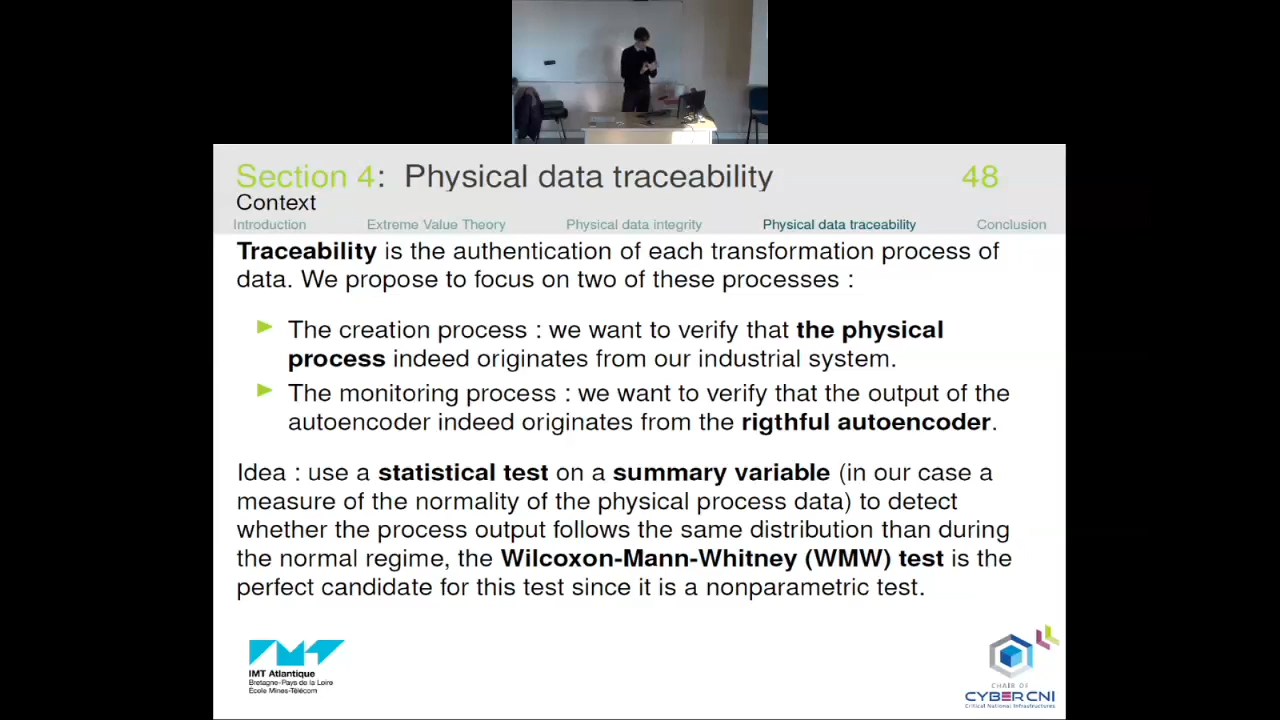 Section 4: Physical data traceability 48
Context
Introduction Extreme Value Theory Physical data integrity Physical data traceability Conclusion
Traceability is the authentication of each transformation process of
data. We propose to focus on two of these processes :
The creation process : we want to verify that the physical
process indeed originates from our industrial system.
The monitoring process : we want to verify that the output of the
autoencoder indeed originates from the rigthful autoencoder.
Idea : use a statistical test on a summary variable (in our case a
measure of the normality of the physical process data) to detect
whether the process output follows the same distribution than during
the normal regime, the Wilcoxon-Mann-Whitney (WMW) test is the
perfect candidate for this test since it is a nonparametric test.
IMT Atlantique
Bretagne-Pays de la Loire
École Mines-Télécom
CHAIR OF
CYBERCNI
Critical National Infrastructures